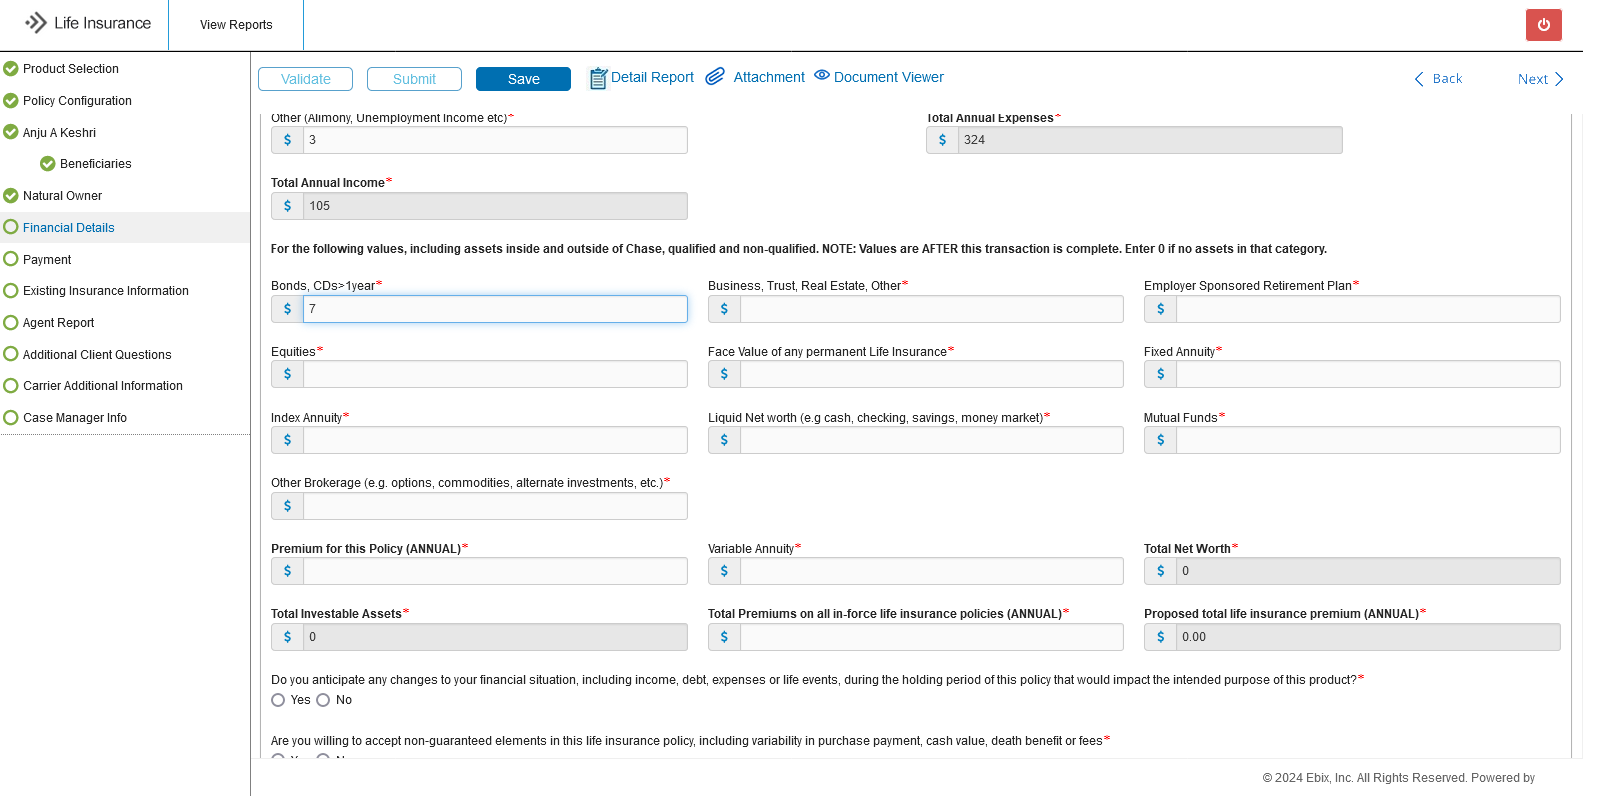 Life Insurance
View Reports
Product Selection
Policy Configuration
Anju A Keshri
Beneficiaries
Natural Owner
Financial Details
Payment
Existing Insurance Information
Agent Report
Additional Client Questions
Carrier Additional Information
Case Manager Info
Validate Submit Save Detail Report Attachment Document Viewer Back Next
Other (Alimony, Unemployment Income etc)* Total Annual Expenses*
$ 3 $ 324
Total Annual Income*
$ 105
For the following values, including assets inside and outside of Chase, qualified and non-qualified. NOTE: Values are AFTER this transaction is complete. Enter 0 if no assets in that category.
Bonds, CDs>1year* Business, Trust, Real Estate, Other* Employer Sponsored Retirement Plan*
$ 7 $ $
Equities* Face Value of any permanent Life Insurance* Fixed Annuity*
$ $ $
Index Annuity* Liquid Net worth (e.g cash, checking, savings, money market)* Mutual Funds*
$ $ $
Other Brokerage (e.g. options, commodities, alternate investments, etc.)*
$
Premium for this Policy (ANNUAL)* Variable Annuity* Total Net Worth*
$ $ $ 0
Total Investable Assets* Total Premiums on all in-force life insurance policies (ANNUAL)* Proposed total life insurance premium (ANNUAL)*
$ 0 $ $ 0.00
Do you anticipate any changes to your financial situation, including income, debt, expenses or life events, during the holding period of this policy that would impact the intended purpose of this product?*
Yes No
Are you willing to accept non-guaranteed elements in this life insurance policy, including variability in purchase payment, cash value, death benefit or fees*
© 2024 Ebix, Inc. All Rights Reserved. Powered by